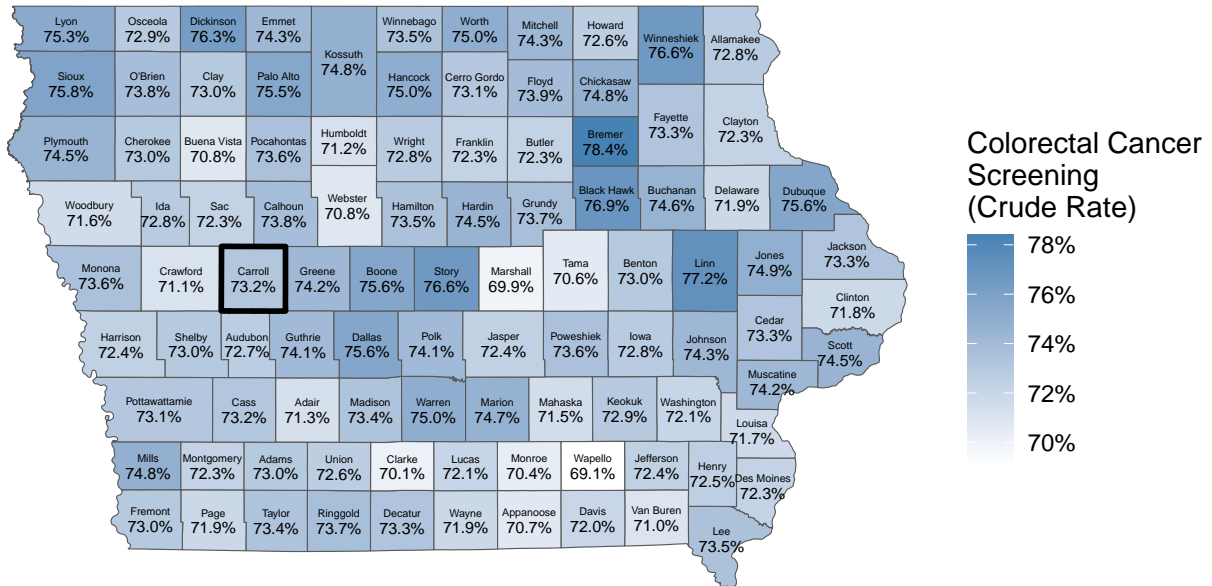 Lyon
75.3%
Osceola
72.9%
Dickinson
76.3%
Emmet
74.3%
Winnebago
73.5%
Worth
75.0%
Mitchell
74.3%
Howard
72.6%
Winneshiek
76.6%
Allamakee
72.8%
Kossuth
74.8%
Sioux
75.8%
O'Brien
73.8%
Clay
73.0%
Palo Alto
75.5%
Hancock
75.0%
Cerro Gordo
73.1%
Floyd
73.9%
Chickasaw
74.8%
Fayette
73.3%
Clayton
72.3%
Plymouth
74.5%
Cherokee
73.0%
Buena Vista
70.8%
Pocahontas
73.6%
Humboldt
71.2%
Wright
72.8%
Franklin
72.3%
Butler
72.3%
Bremer
78.4%
Woodbury
71.6%
Ida
72.8%
Sac
72.3%
Calhoun
73.8%
Webster
70.8%
Hamilton
73.5%
Hardin
74.5%
Grundy
73.7%
Black Hawk
76.9%
Buchanan
74.6%
Delaware
71.9%
Dubuque
75.6%
Monona
73.6%
Crawford
71.1%
Carroll
73.2%
Greene
74.2%
Boone
75.6%
Story
76.6%
Marshall
69.9%
Tama
70.6%
Benton
73.0%
Linn
77.2%
Jones
74.9%
Jackson
73.3%
Clinton
71.8%
Harrison
72.4%
Shelby
73.0%
Audubon
72.7%
Guthrie
74.1%
Dallas
75.6%
Polk
74.1%
Jasper
72.4%
Poweshiek
73.6%
Iowa
72.8%
Johnson
74.3%
Cedar
73.3%
Scott
74.5%
Muscatine
74.2%
Pottawattamie
73.1%
Cass
73.2%
Adair
71.3%
Madison
73.4%
Warren
75.0%
Marion
74.7%
Mahaska
71.5%
Keokuk
72.9%
Washington
72.1%
Louisa
71.7%
Mills
74.8%
Montgomery
72.3%
Adams
73.0%
Union
72.6%
Clarke
70.1%
Lucas
72.1%
Monroe
70.4%
Wapello
69.1%
Jefferson
72.4%
Henry
72.5%
Des Moines
72.3%
Fremont
73.0%
Page
71.9%
Taylor
73.4%
Ringgold
73.7%
Decatur
73.3%
Wayne
71.9%
Appanoose
70.7%
Davis
72.0%
Van Buren
71.0%
Lee
73.5%
Colorectal Cancer
Screening
(Crude Rate)
78%
76%
74%
72%
70%